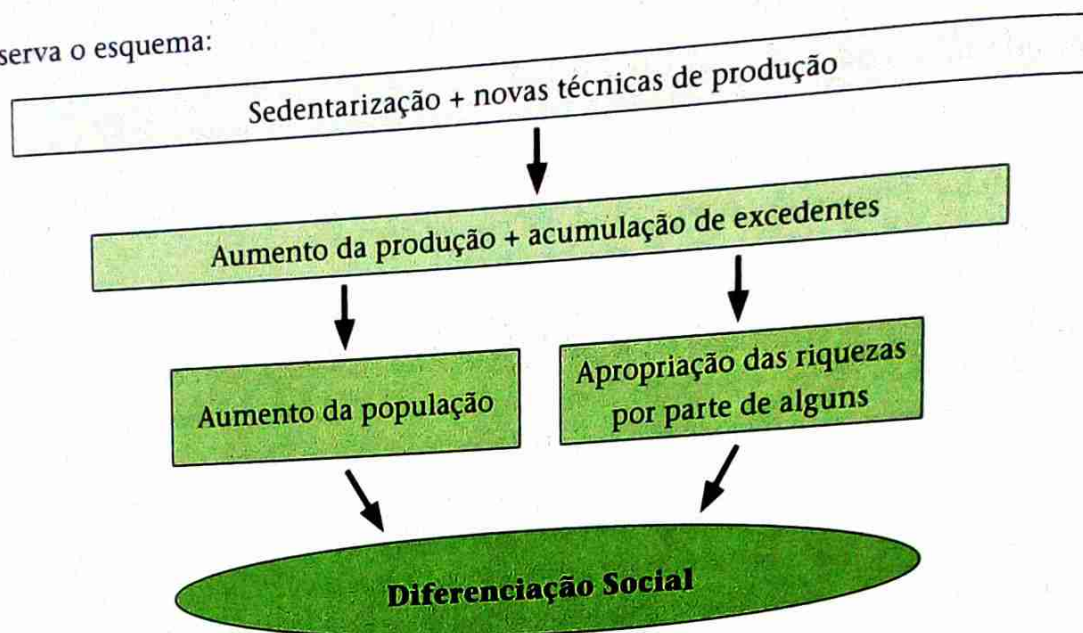 serva o esquema:
Sedentarização + novas técnicas de produção
Aumento da produção + acumulação de excedentes
Aumento da população
Apropriação das riquezas
por parte de alguns
Diferenciação Social